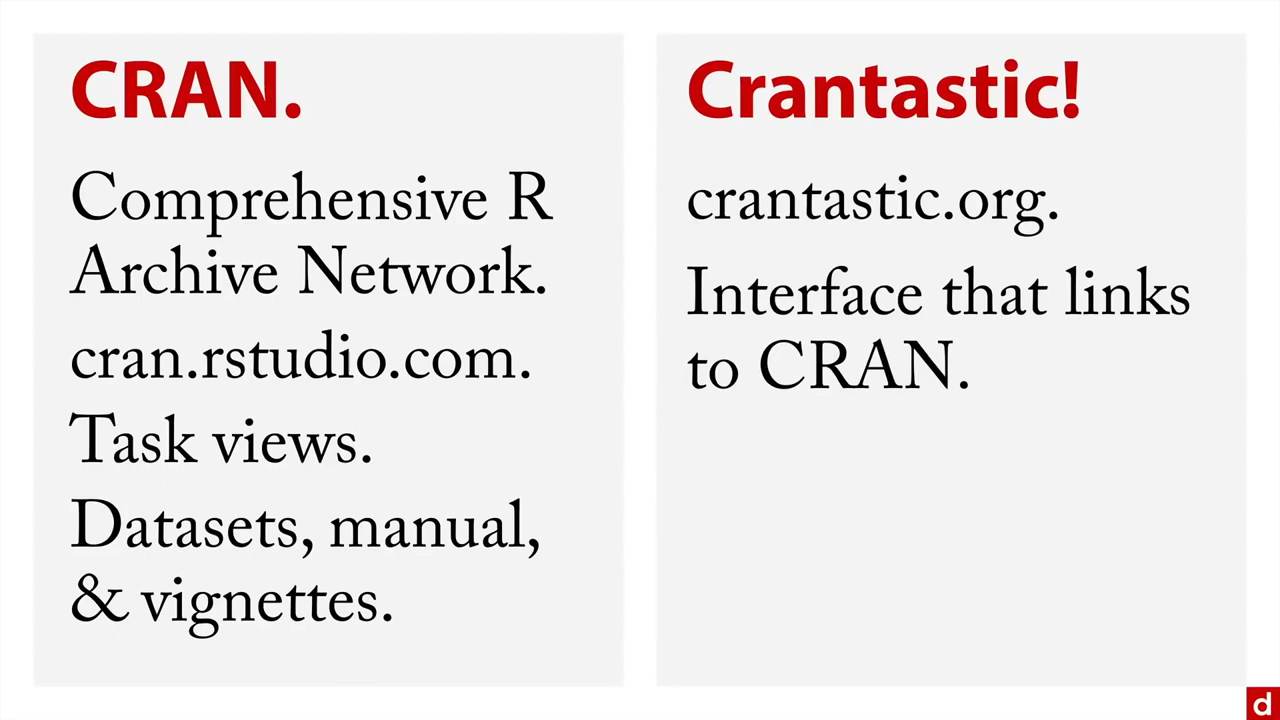 CRAN.
Comprehensive R
Archive Network.
cran.rstudio.com.
Task views.
Datasets, manual,
& vignettes.
Crantastic!
crantastic.org.
Interface that links
to CRAN.
d